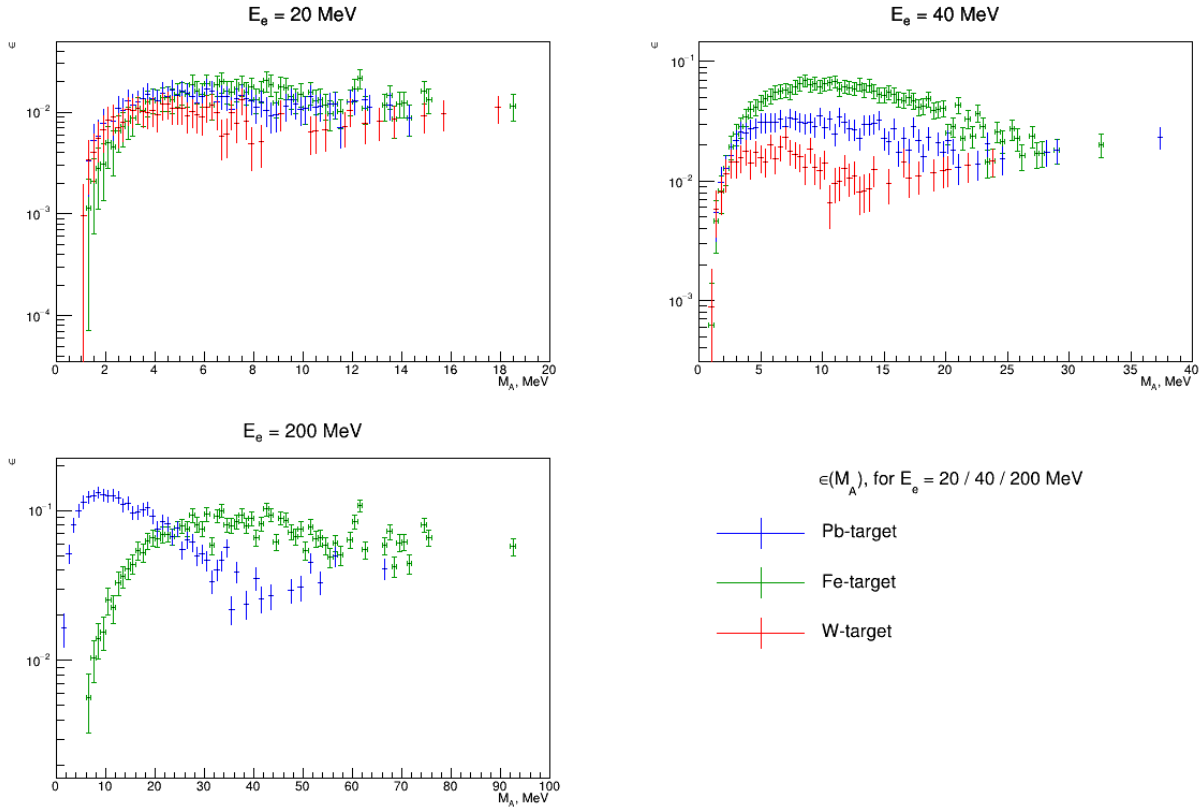 E_e = 20 MeV
E_e = 40 MeV
ϵ
10⁻²
10⁻³
10⁻⁴
0 2 4 6 8 10 12 14 16 18 20
M_A, MeV
ϵ
10⁻¹
10⁻²
10⁻³
0 5 10 15 20 25 30 35 40
M_A, MeV
E_e = 200 MeV
ϵ
10⁻¹
10⁻²
0 10 20 30 40 50 60 70 80 90 100
M_A, MeV
ϵ(M_A), for E_e = 20 / 40 / 200 MeV
Pb-target
Fe-target
W-target